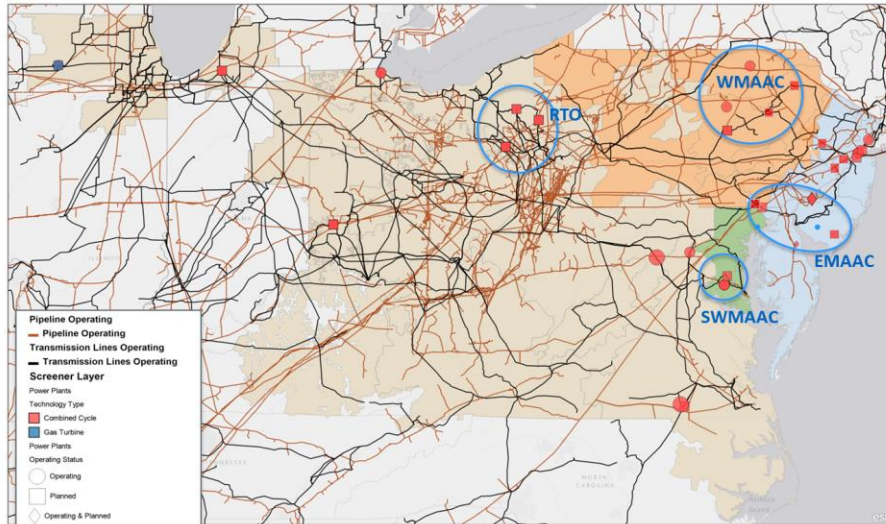 WMAAC
RTO
EMAAC
SWMAAC
Pipeline Operating
Pipeline Operating
Transmission Lines Operating
Transmission Lines Operating
Screener Layer
Power Plants
Technology Type
Combined Cycle
Gas Turbine
Power Plants
Operating Status
Operating
Planned
Operating & Planned
NORTH
CAROLINA